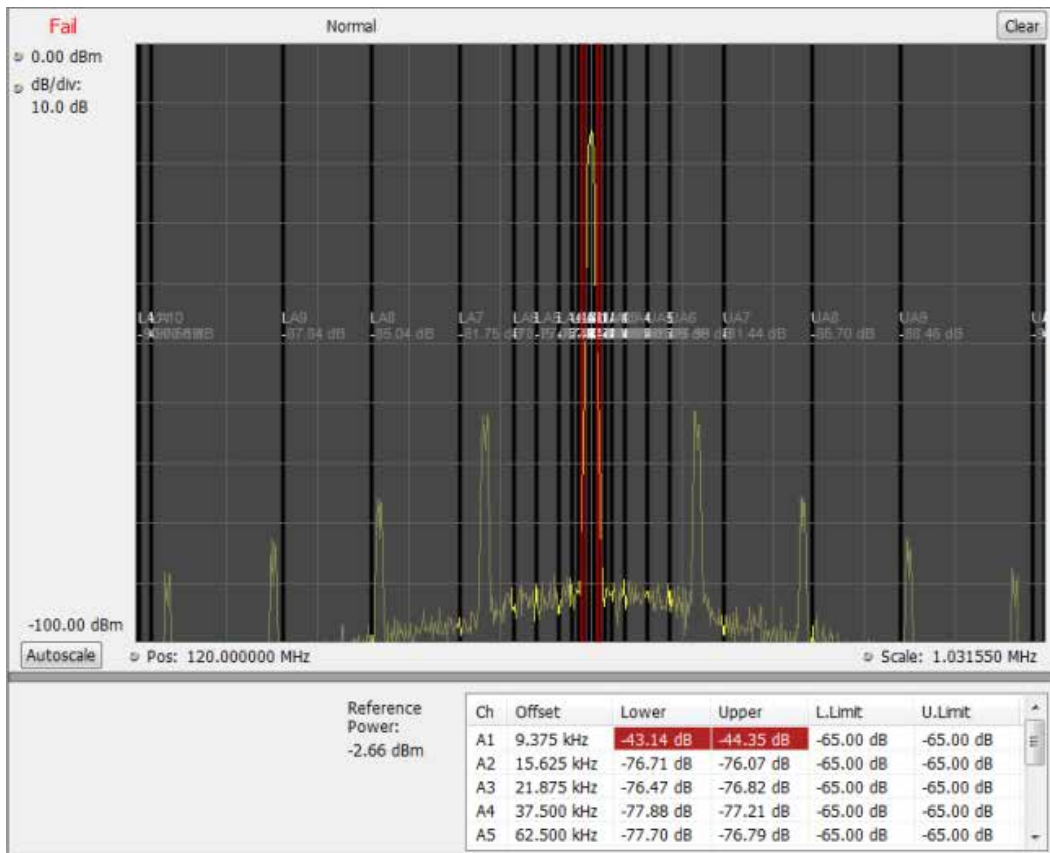 Fail Normal Clear
0.00 dBm
dB/div:
10.0 dB
LA9 LA8 LA7 UA6 UA7 UA8 UA9
-87.84 dB -85.04 dB -81.75 -81.44 dB -86.70 dB -88.46 dB
-100.00 dBm
Autoscale Pos: 120.000000 MHz Scale: 1.031550 MHz
Reference
Power:
-2.66 dBm
Ch Offset Lower Upper L.Limit U.Limit
A1 9.375 kHz -43.14 dB -44.35 dB -65.00 dB -65.00 dB
A2 15.625 kHz -76.71 dB -76.07 dB -65.00 dB -65.00 dB
A3 21.875 kHz -76.47 dB -76.82 dB -65.00 dB -65.00 dB
A4 37.500 kHz -77.88 dB -77.21 dB -65.00 dB -65.00 dB
A5 62.500 kHz -77.70 dB -76.79 dB -65.00 dB -65.00 dB